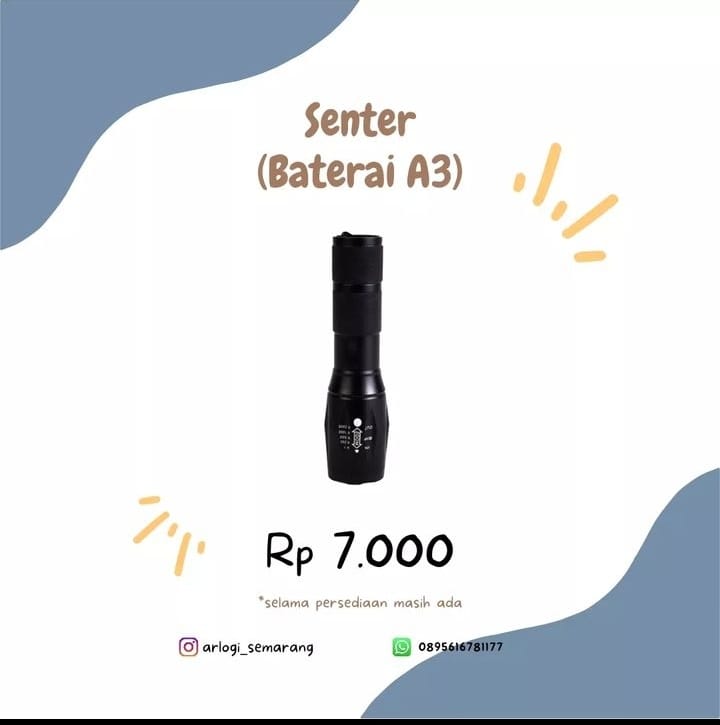 Senter
(Baterai A3)
Rp 7.000
*selama persediaan masih ada
arlogi_semarang
0895616781177